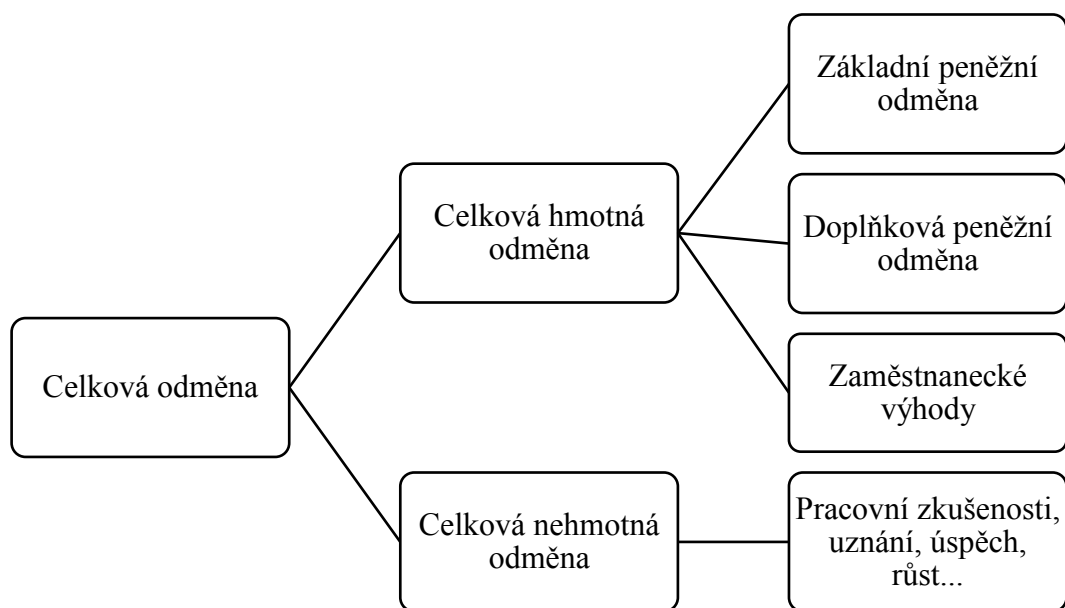 Základní peněžní
odměna
Celková hmotná
odměna
Doplňková peněžní
odměna
Celková odměna
Zaměstnanecké
výhody
Celková nehmotná
odměna
Pracovní zkušenosti,
uznání, úspěch,
růst...